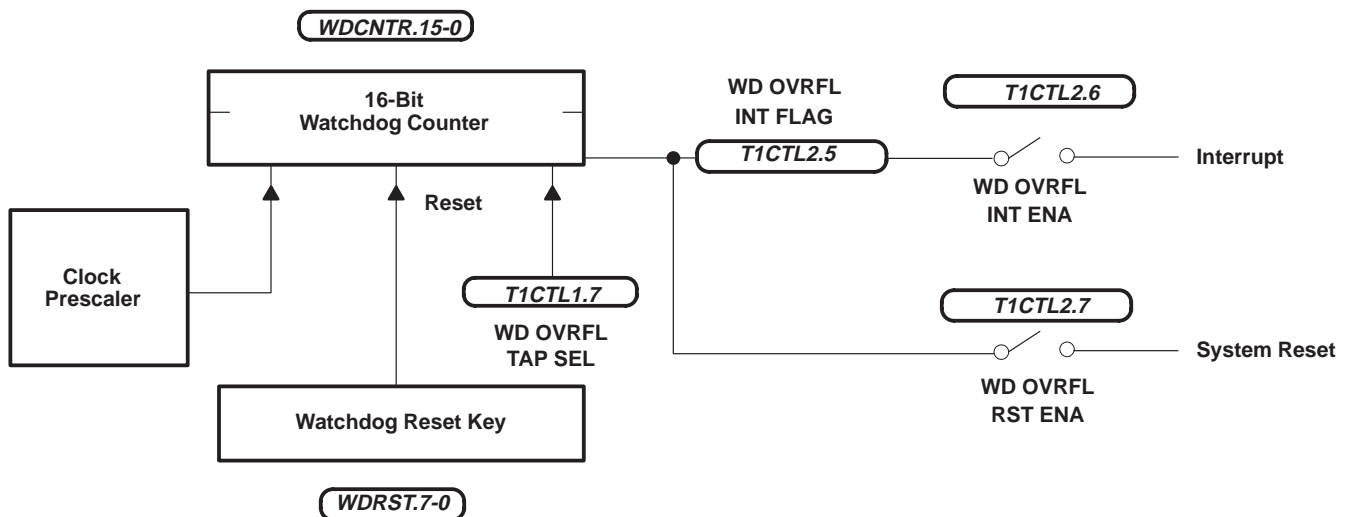 WDCNTR.15-0
16-Bit
Watchdog Counter
WD OVRFL
INT FLAG
T1CTL2.5
T1CTL2.6
Interrupt
WD OVRFL
INT ENA
Reset
Clock
Prescaler
T1CTL1.7
WD OVRFL
TAP SEL
T1CTL2.7
System Reset
WD OVRFL
RST ENA
Watchdog Reset Key
WDRST.7-0